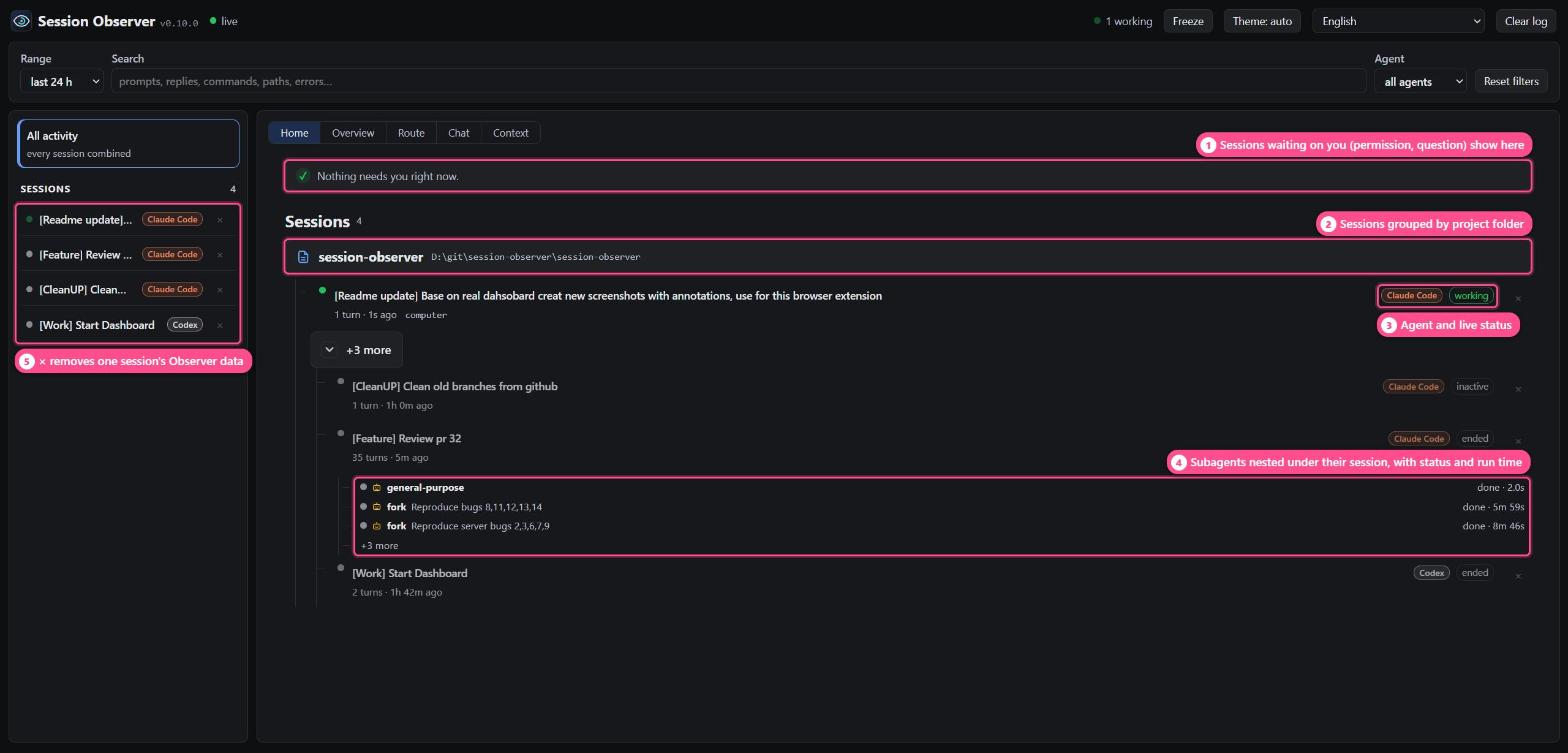 Session Observer v0.10.0 live
1 working Freeze Theme: auto English Clear log
Range Search Agent
last 24 h prompts, replies, commands, paths, errors... all agents Reset filters
All activity
every session combined
SESSIONS 4
[Readme update]... Claude Code ×
[Feature] Review ... Claude Code ×
[CleanUP] Clean... Claude Code ×
[Work] Start Dashboard Codex ×
5 × removes one session's Observer data
Home Overview Route Chat Context
1 Sessions waiting on you (permission, question) show here
✓ Nothing needs you right now.
Sessions 4
2 Sessions grouped by project folder
session-observer D:\git\session-observer\session-observer
[Readme update] Base on real dahsobard creat new screenshots with annotations, use for this browser extension Claude Code working ×
1 turn · 1s ago computer
3 Agent and live status
+3 more
[CleanUP] Clean old branches from github Claude Code inactive ×
1 turn · 1h 0m ago
[Feature] Review pr 32 Claude Code ended ×
35 turns · 5m ago
4 Subagents nested under their session, with status and run time
general-purpose done · 2.0s
fork Reproduce bugs 8,11,12,13,14 done · 5m 59s
fork Reproduce server bugs 2,3,6,7,9 done · 8m 46s
+3 more
[Work] Start Dashboard Codex ended ×
2 turns · 1h 42m ago